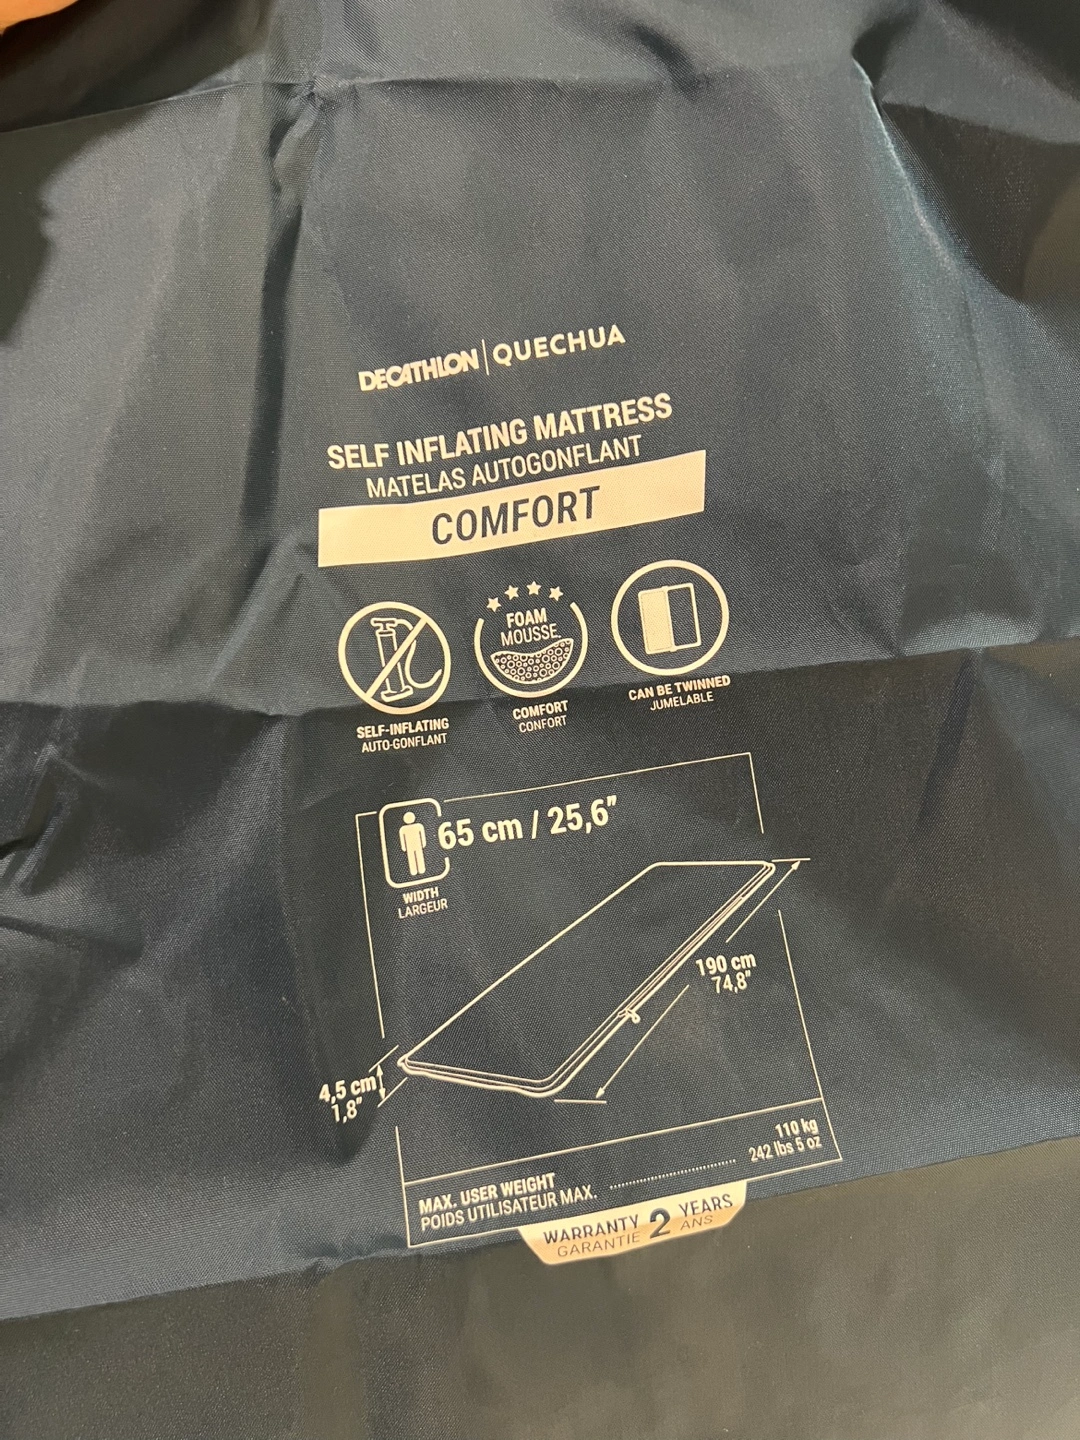 DECATHLON | QUECHUA
SELF INFLATING MATTRESS
MATELAS AUTOGONFLANT
COMFORT
FOAM
MOUSSE
SELF-INFLATING
AUTO-GONFLANT
COMFORT
CONFORT
CAN BE TWINNED
JUMELABLE
65 cm / 25,6"
WIDTH
LARGEUR
190 cm
74,8"
4,5 cm
1,8"
MAX. USER WEIGHT
POIDS UTILISATEUR MAX.
110 kg
242 lbs 5 oz
WARRANTY 2 YEARS
GARANTIE ANS